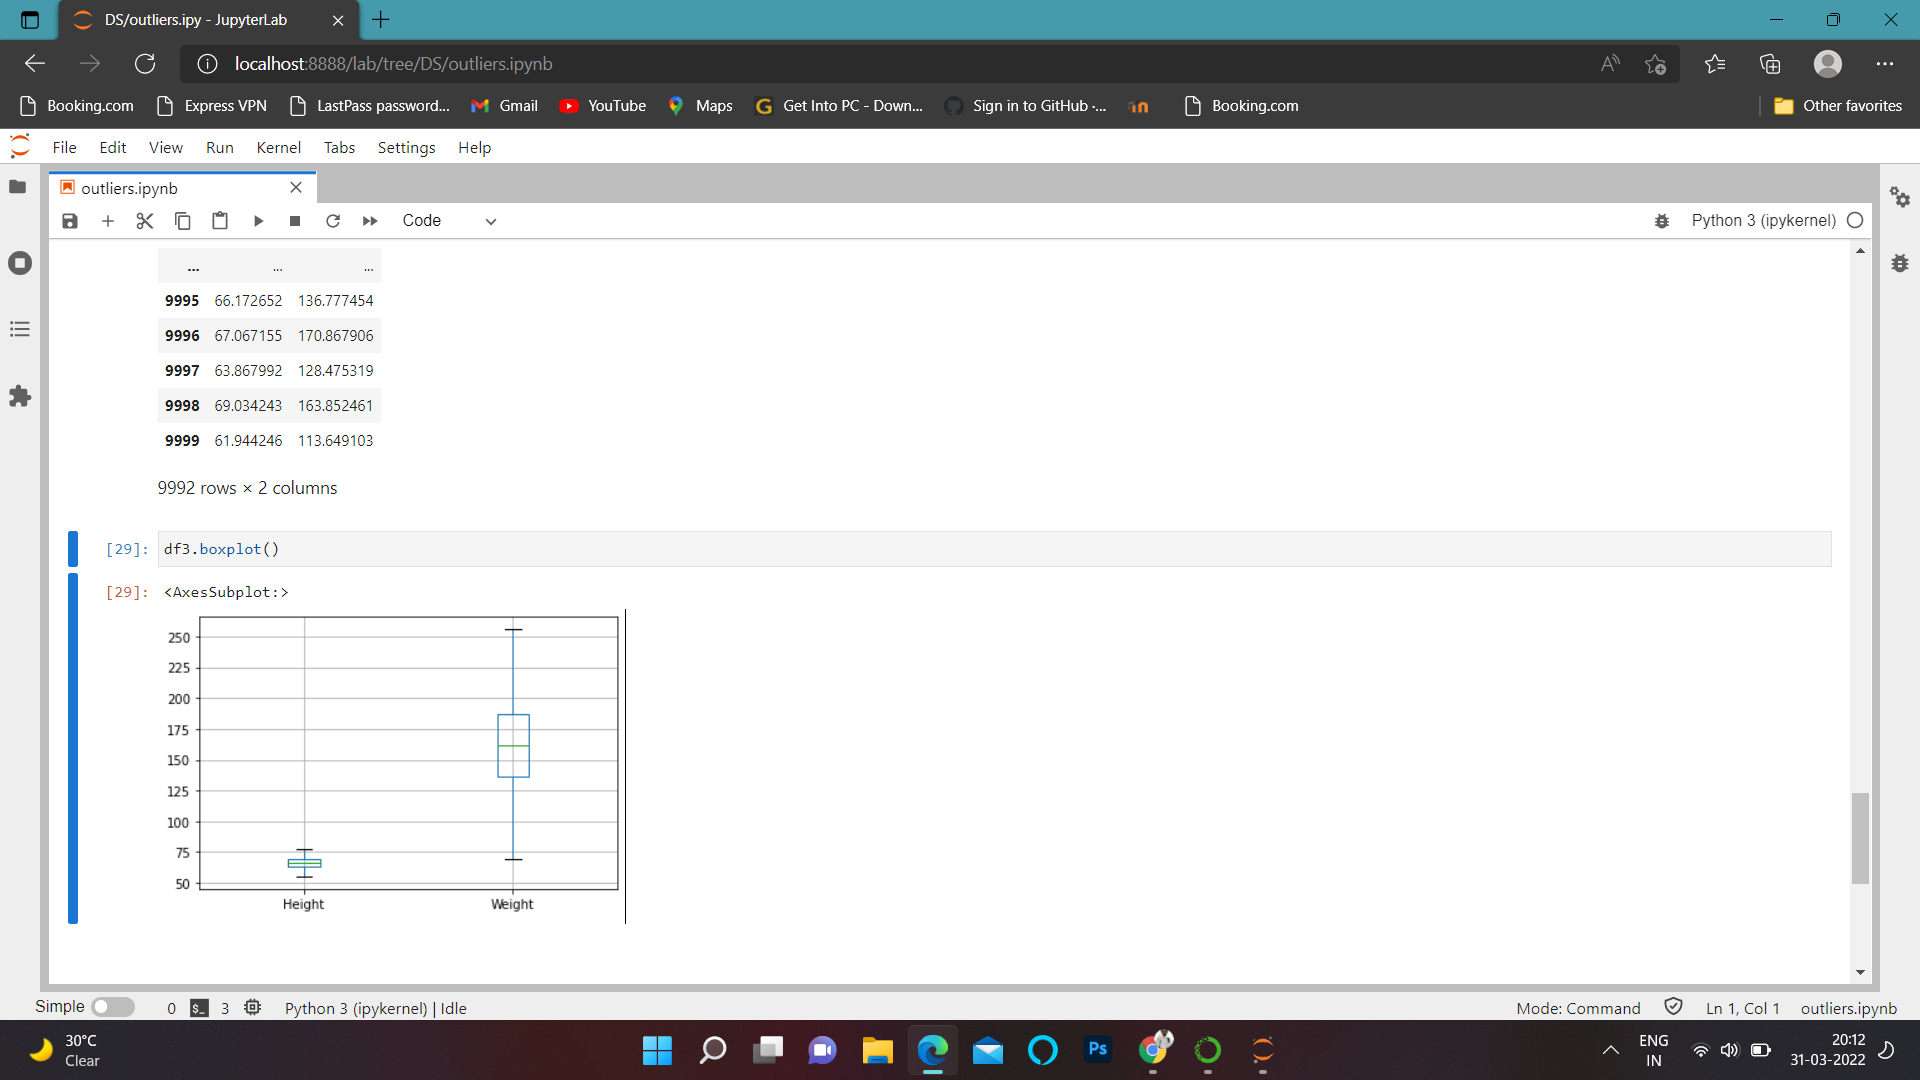 DS/outliers.ipy - JupyterLab
localhost:8888/lab/tree/DS/outliers.ipynb
Booking.com Express VPN LastPass password... Gmail YouTube Maps Get Into PC - Down... Sign in to GitHub ·... Booking.com Other favorites
File Edit View Run Kernel Tabs Settings Help
outliers.ipynb
Code Python 3 (ipykernel)
... ... ...
9995 66.172652 136.777454
9996 67.067155 170.867906
9997 63.867992 128.475319
9998 69.034243 163.852461
9999 61.944246 113.649103
9992 rows × 2 columns
[29]: df3.boxplot()
[29]: <AxesSubplot:>
250
225
200
175
150
125
100
75
50
Height Weight
Simple 0 $_ 3 Python 3 (ipykernel) | Idle Mode: Command Ln 1, Col 1 outliers.ipynb
30°C
Clear
Ps
ENG
IN
20:12
31-03-2022